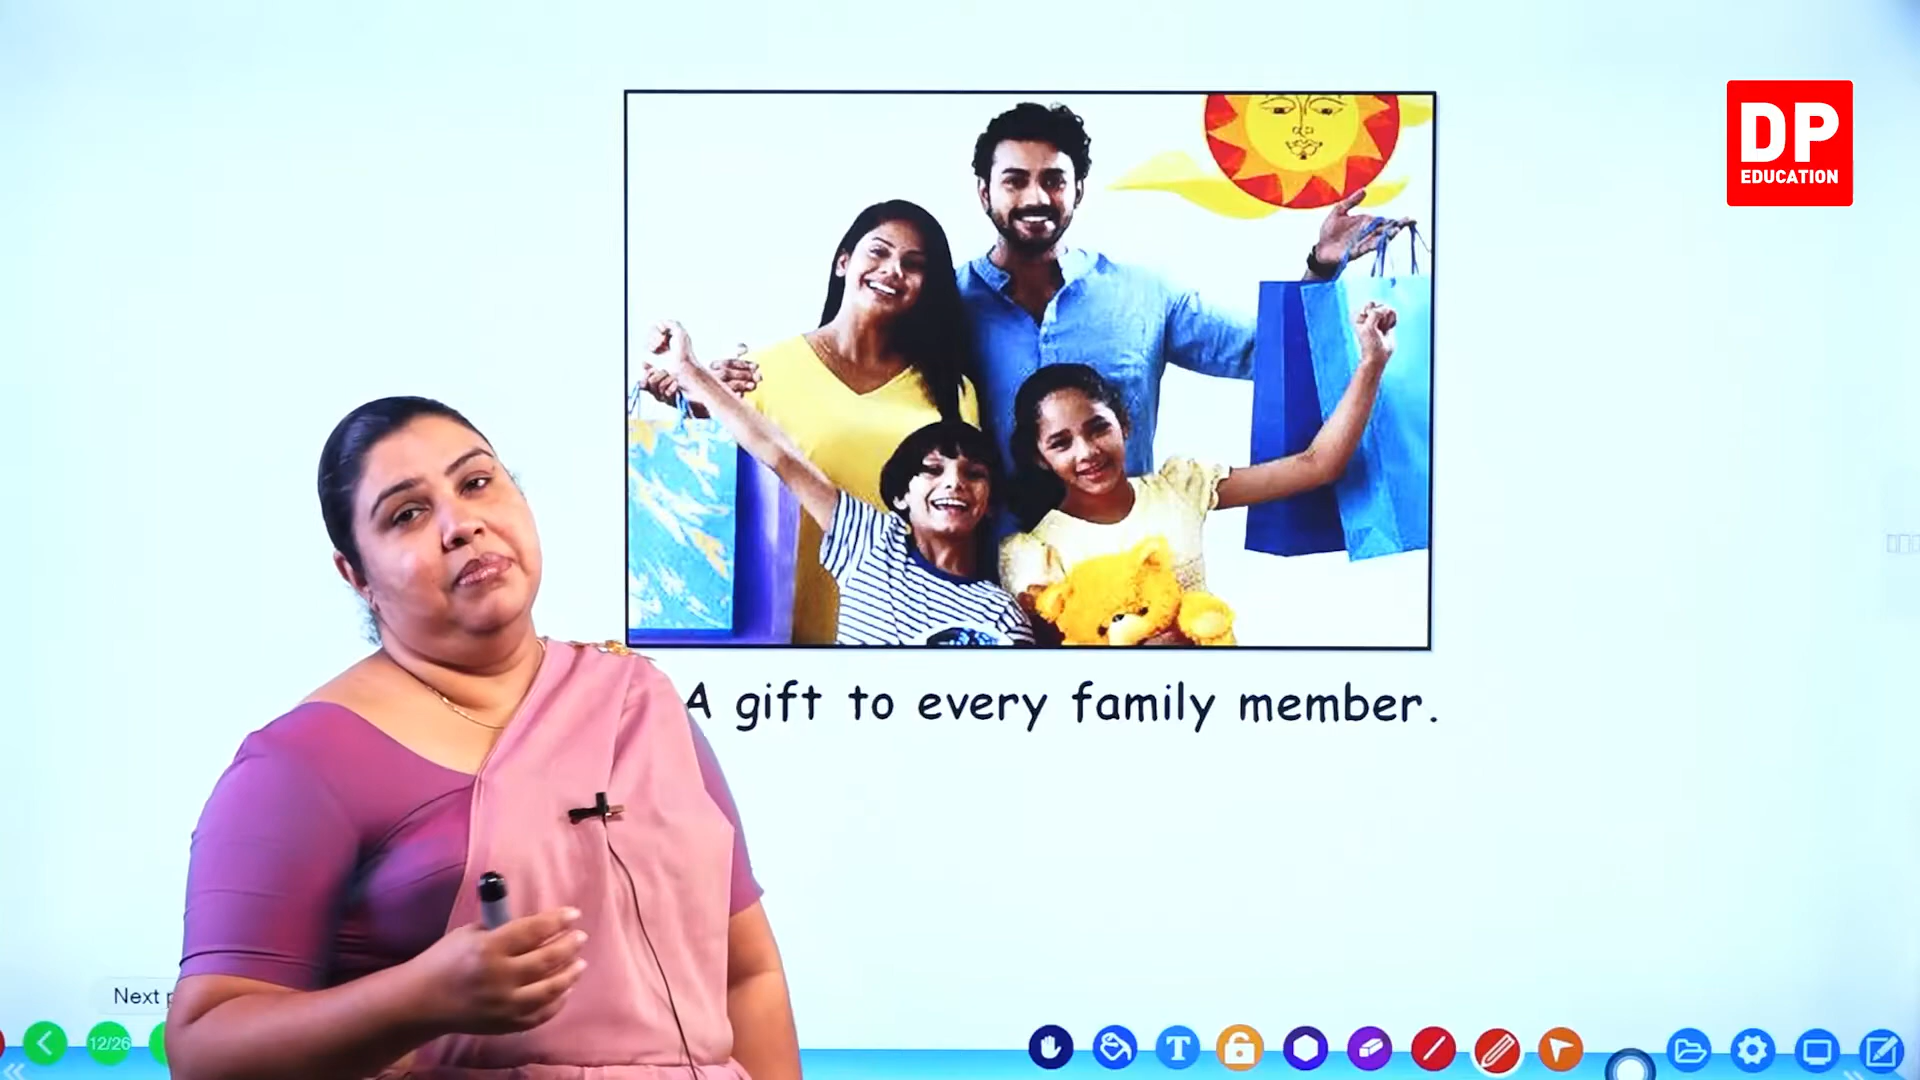 DP
EDUCATION
A gift to every family member.
Next
12/26
T